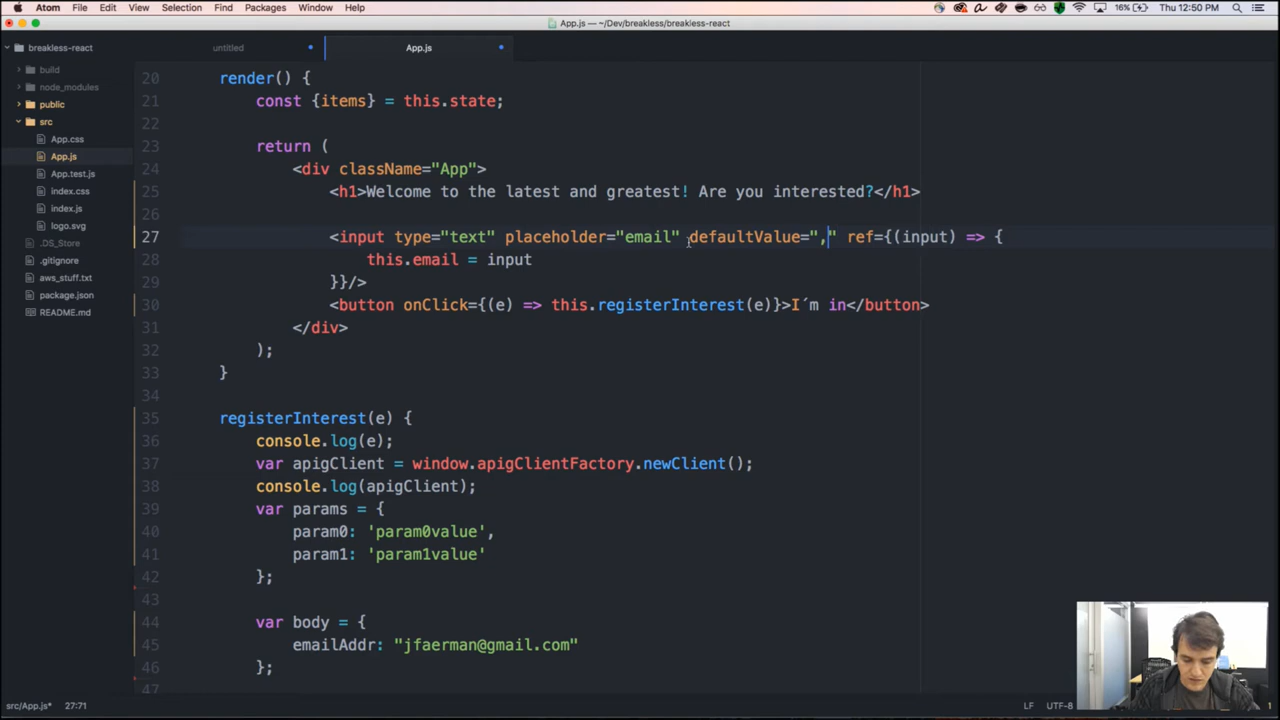 Atom File Edit View Selection Find Packages Window Help 16% Thu 12:50 PM
App.js — ~/Dev/breakless/breakless-react
breakless-react
untitled
App.js
build
node_modules
public
src
App.css
App.js
App.test.js
index.css
index.js
logo.svg
.DS_Store
.gitignore
aws_stuff.txt
package.json
README.md
20 render() {
21 const {items} = this.state;
22
23 return (
24 <div className="App">
25 <h1>Welcome to the latest and greatest! Are you interested?</h1>
26
27 <input type="text" placeholder="email" defaultValue="," ref={(input) => {
28 this.email = input
29 }}/>
30 <button onClick={(e) => this.registerInterest(e)}>I´m in</button>
31 </div>
32 );
33 }
34
35 registerInterest(e) {
36 console.log(e);
37 var apigClient = window.apigClientFactory.newClient();
38 console.log(apigClient);
39 var params = {
40 param0: 'param0value',
41 param1: 'param1value'
42 };
43
44 var body = {
45 emailAddr: "jfaerman@gmail.com"
46 };
47
src/App.js* 27:71 LF UTF-8 1